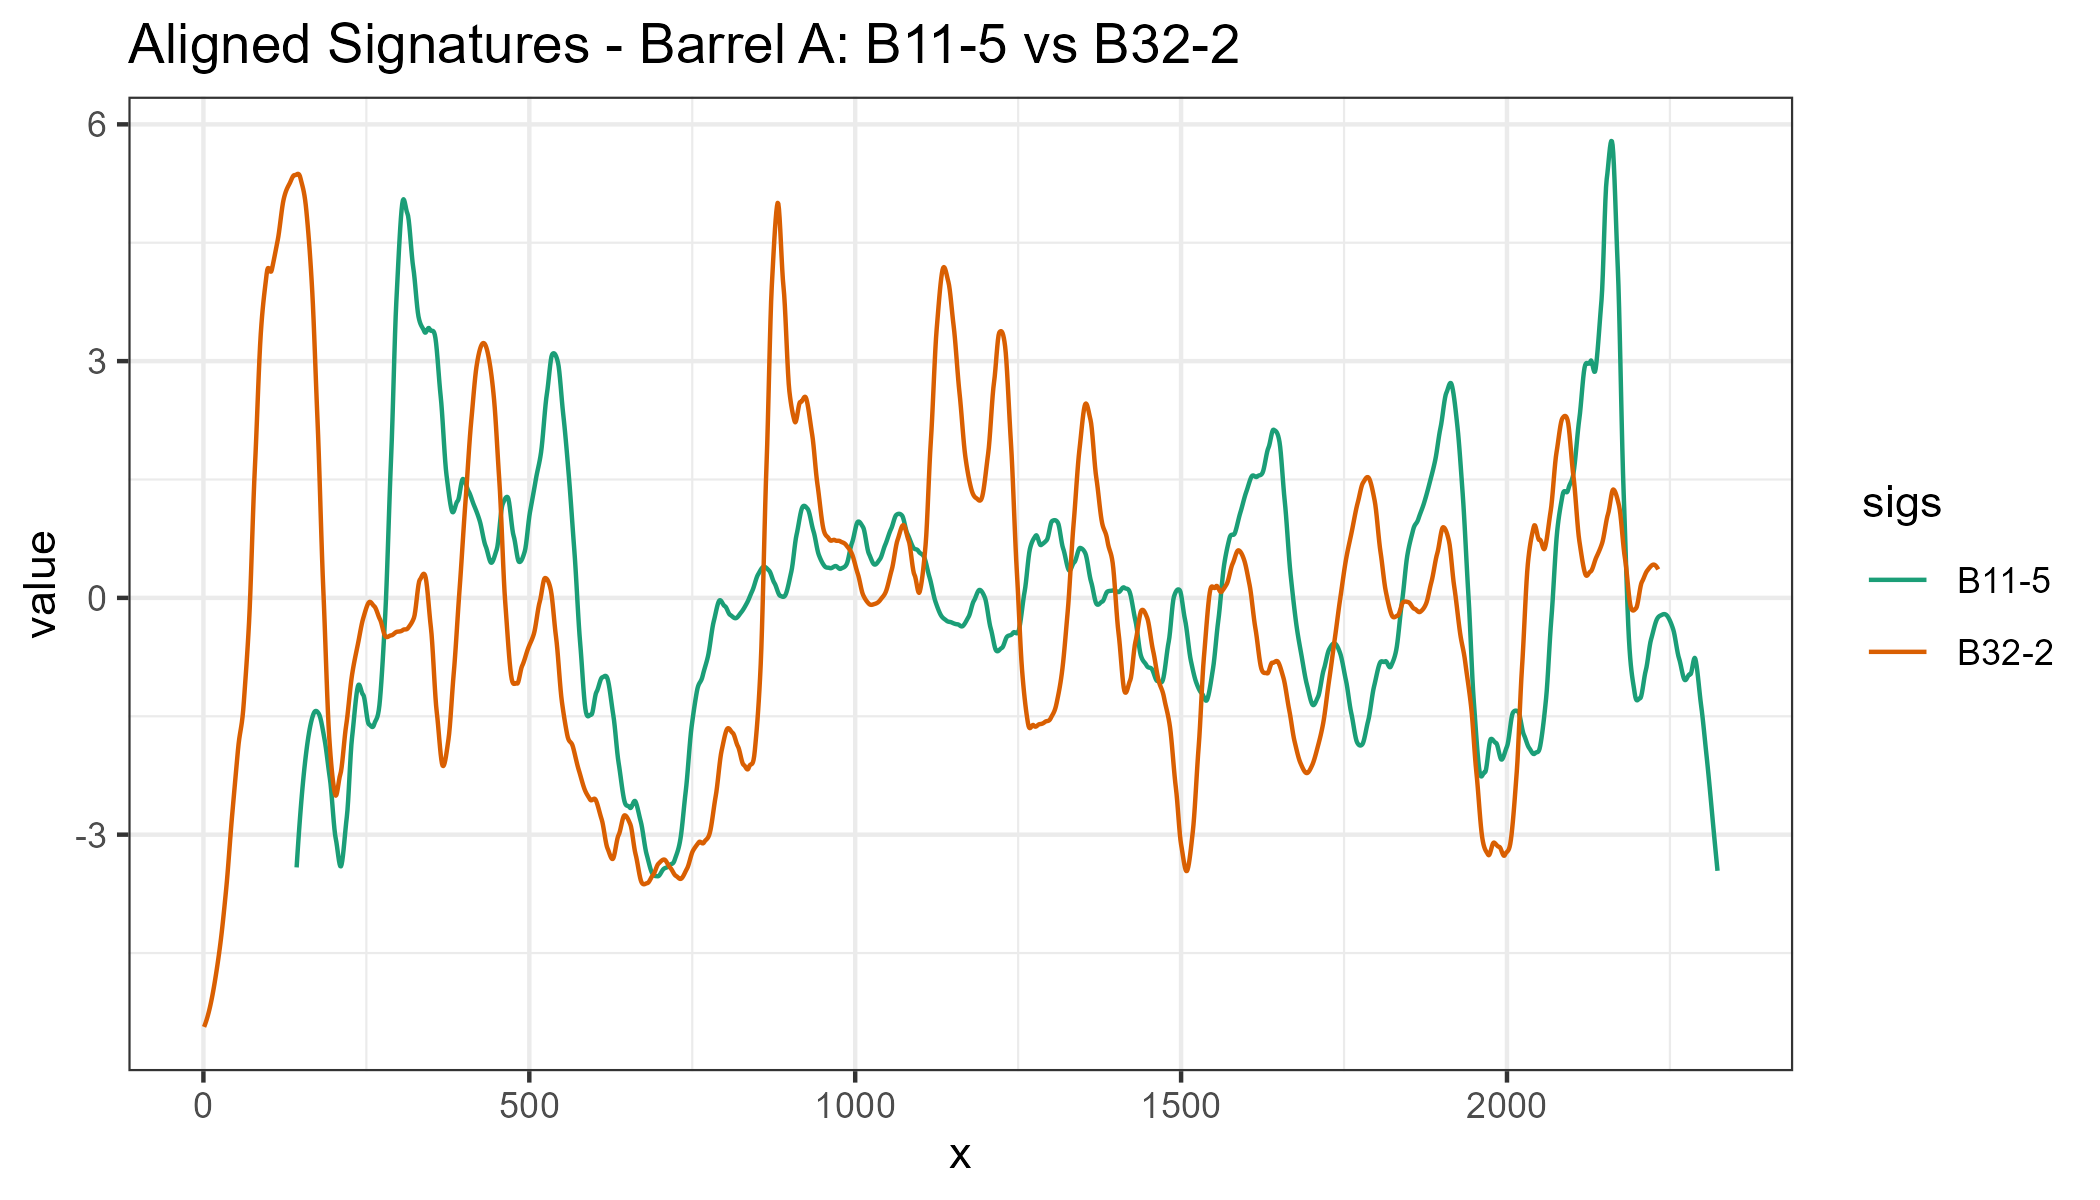 Aligned Signatures - Barrel A: B11-5 vs B32-2
6
3
0
-3
value
0 500 1000 1500 2000
x
sigs
B11-5
B32-2